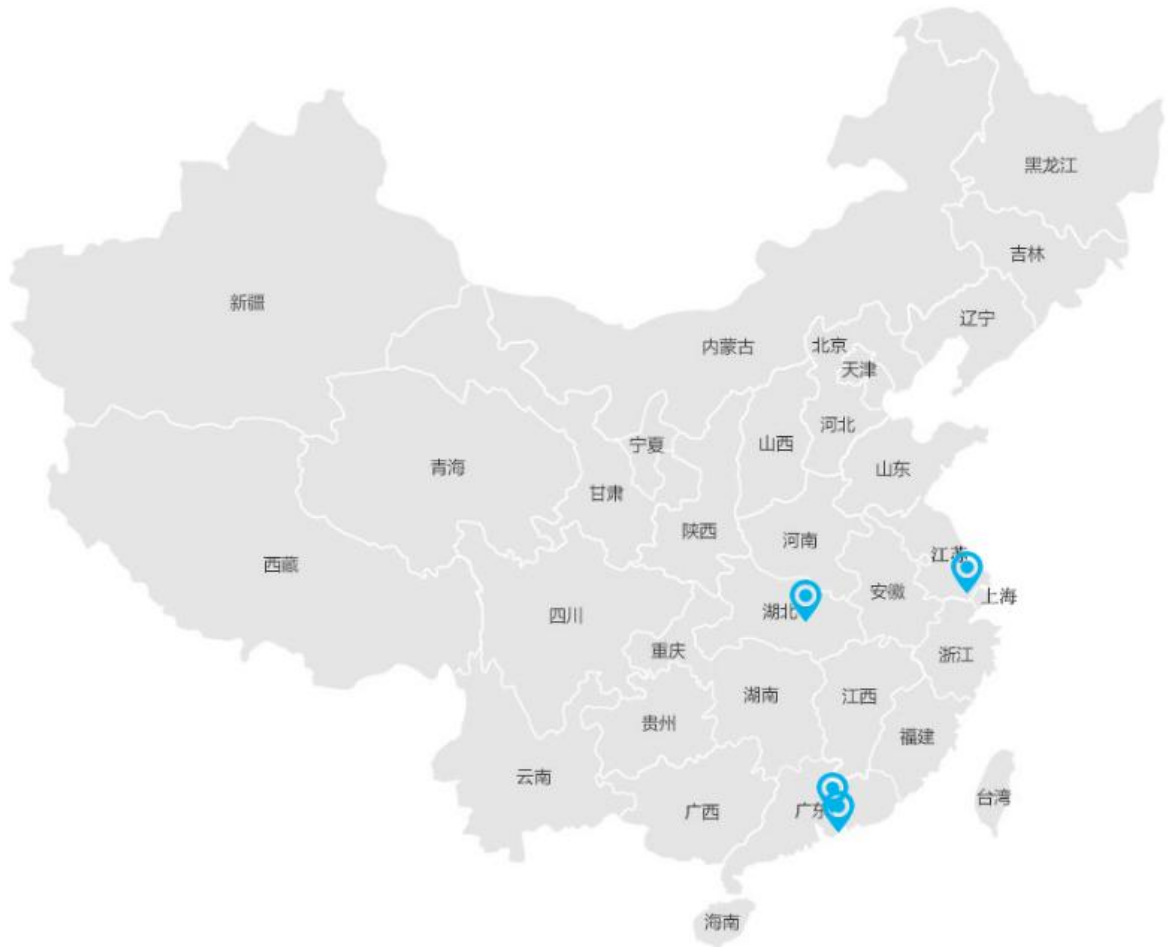 黑龙江
吉林
新疆
辽宁
内蒙古
北京
天津
河北
宁夏
山西
青海
山东
甘肃
陕西
河南
江苏
西藏
安徽
上海
四川
湖北
重庆
浙江
湖南
江西
贵州
福建
云南
台湾
广西
广东
海南